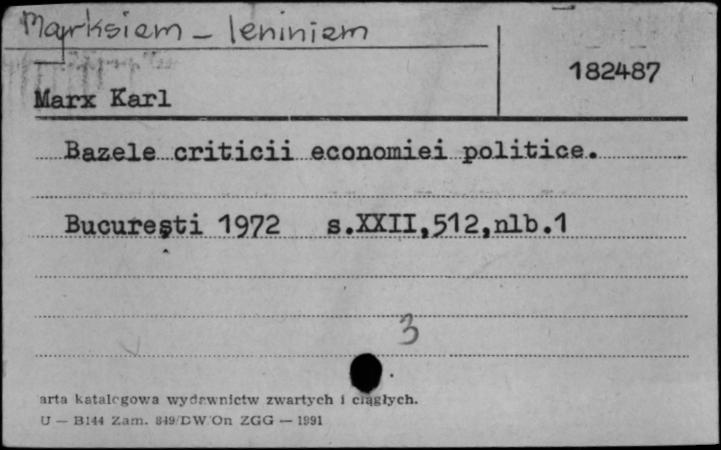 Marksizm - leninizm
182487
Marx Karl
Bazele criticii economiei politice.
Bucureşti 1972 s.XXII,512,nlb.1
3
arta katalogowa wydawnictw zwartych i ciągłych.
U — B144 Zam. 849/DW/On ZGG — 1991